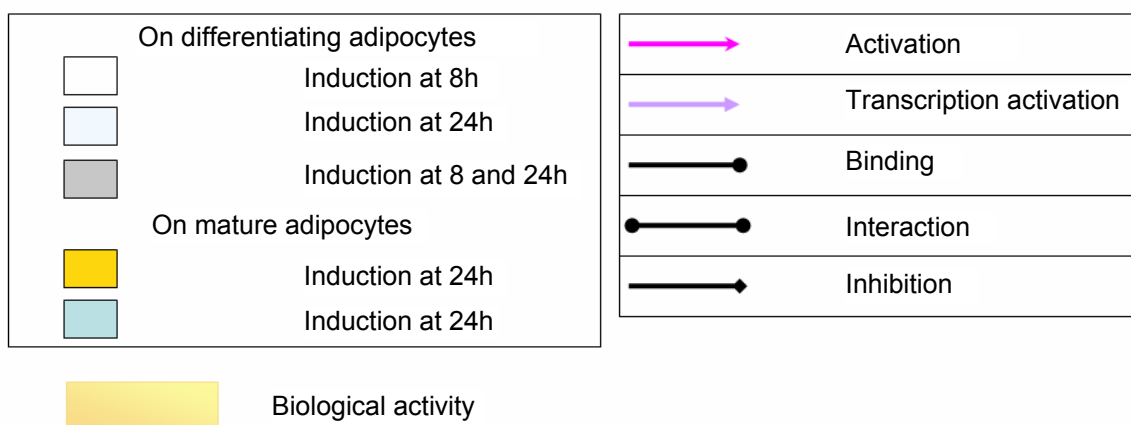 On differentiating adipocytes
Induction at 8h
Induction at 24h
Induction at 8 and 24h
On mature adipocytes
Induction at 24h
Induction at 24h
Biological activity
Activation
Transcription activation
Binding
Interaction
Inhibition